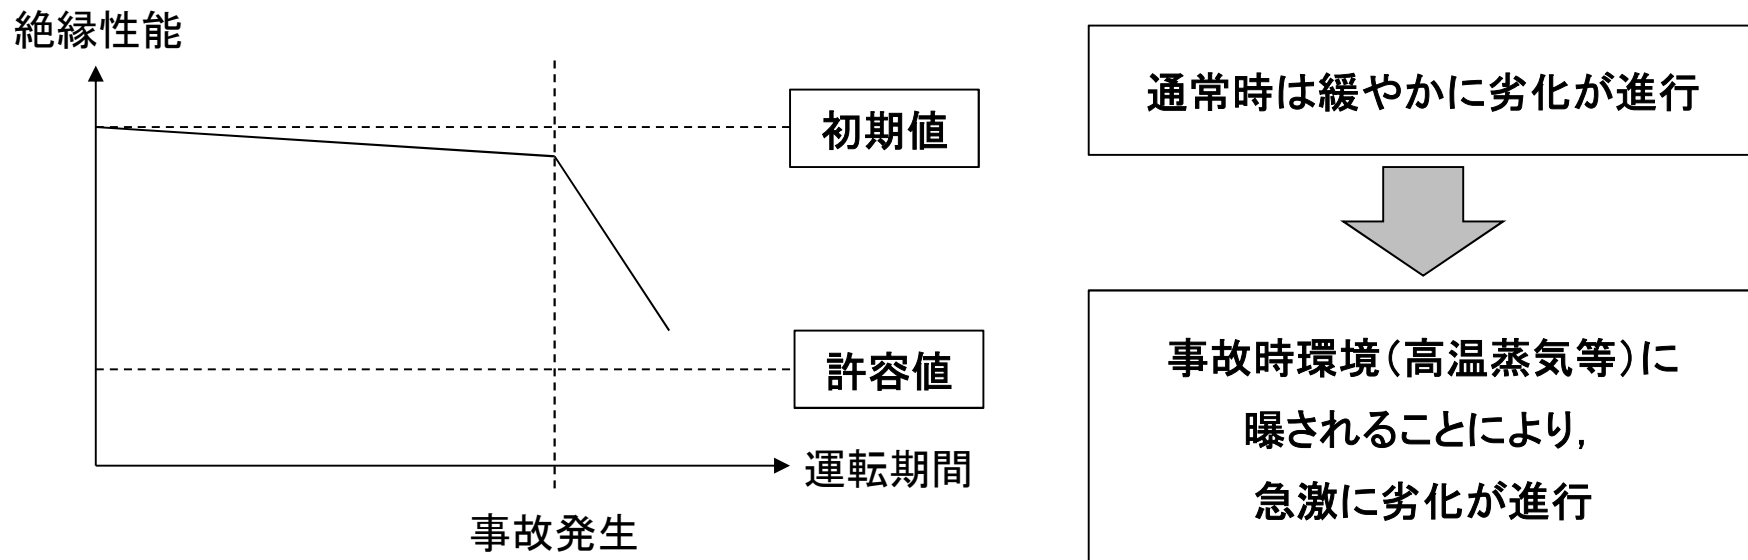 絶縁性能
初期値
許容値
運転期間
事故発生
通常時は緩やかに劣化が進行
事故時環境(高温蒸気等)に
曝されることにより,
急激に劣化が進行